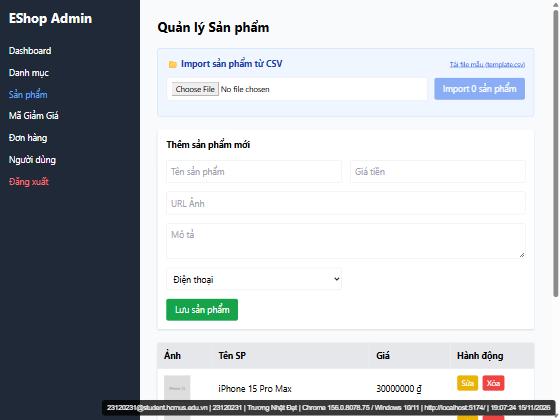 EShop Admin
Dashboard
Danh mục
Sản phẩm
Mã Giảm Giá
Đơn hàng
Người dùng
Đăng xuất
Quản lý Sản phẩm
Import sản phẩm từ CSV
Tải file mẫu (template.csv)
Choose File No file chosen
Import 0 sản phẩm
Thêm sản phẩm mới
Tên sản phẩm
Giá tiền
URL Ảnh
Mô tả
Điện thoại
Lưu sản phẩm
Ảnh Tên SP Giá Hành động
iPhone 15 Pro Max 30000000 ₫ Sửa Xóa
23120231@student.hcmus.edu.vn | 23120231 | Trương Nhật Đạt | Chrome 156.0.8078.75 / Windows 10/11 | http://localhost:5174/ | 19:07:24 15/11/2026